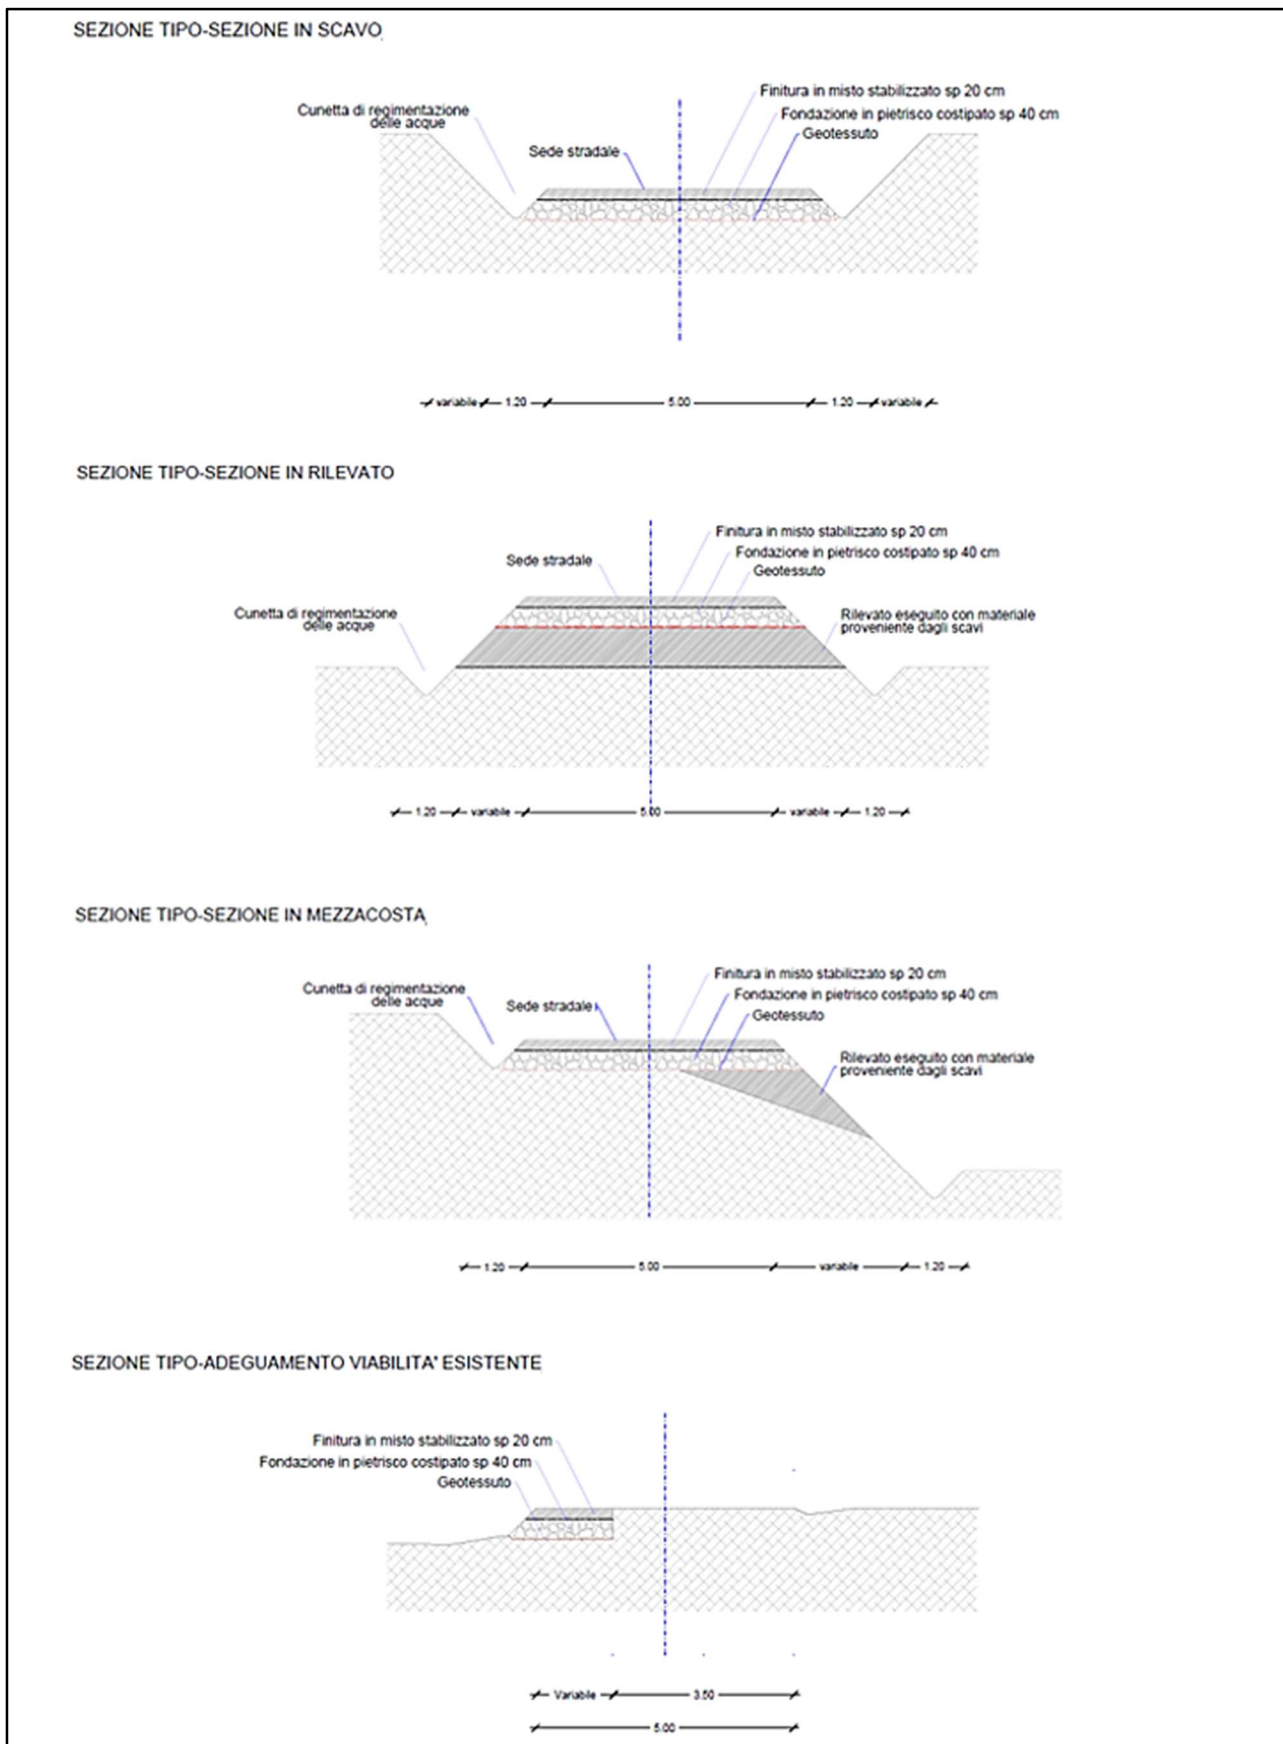 SEZIONE TIPO-SEZIONE IN SCAVO
Finitura in misto stabilizzato sp 20 cm
Cunetta di regimentazione
delle acque
Fondazione in pietrisco costipato sp 40 cm
Geotessuto
Sede stradale
variabile 1.20 5.00 1.20 variabile
SEZIONE TIPO-SEZIONE IN RILEVATO
Finitura in misto stabilizzato sp 20 cm
Fondazione in pietrisco costipato sp 40 cm
Sede stradale
Geotessuto
Cunetta di regimentazione
delle acque
Rilevato eseguito con materiale
proveniente dagli scavi
1.20 variabile 5.00 variabile 1.20
SEZIONE TIPO-SEZIONE IN MEZZACOSTA
Finitura in misto stabilizzato sp 20 cm
Cunetta di regimentazione
delle acque
Fondazione in pietrisco costipato sp 40 cm
Sede stradale
Geotessuto
Rilevato eseguito con materiale
proveniente dagli scavi
1.20 5.00 variabile 1.20
SEZIONE TIPO-ADEGUAMENTO VIABILITA' ESISTENTE
Finitura in misto stabilizzato sp 20 cm
Fondazione in pietrisco costipato sp 40 cm
Geotessuto
Variabile 3.50
5.00